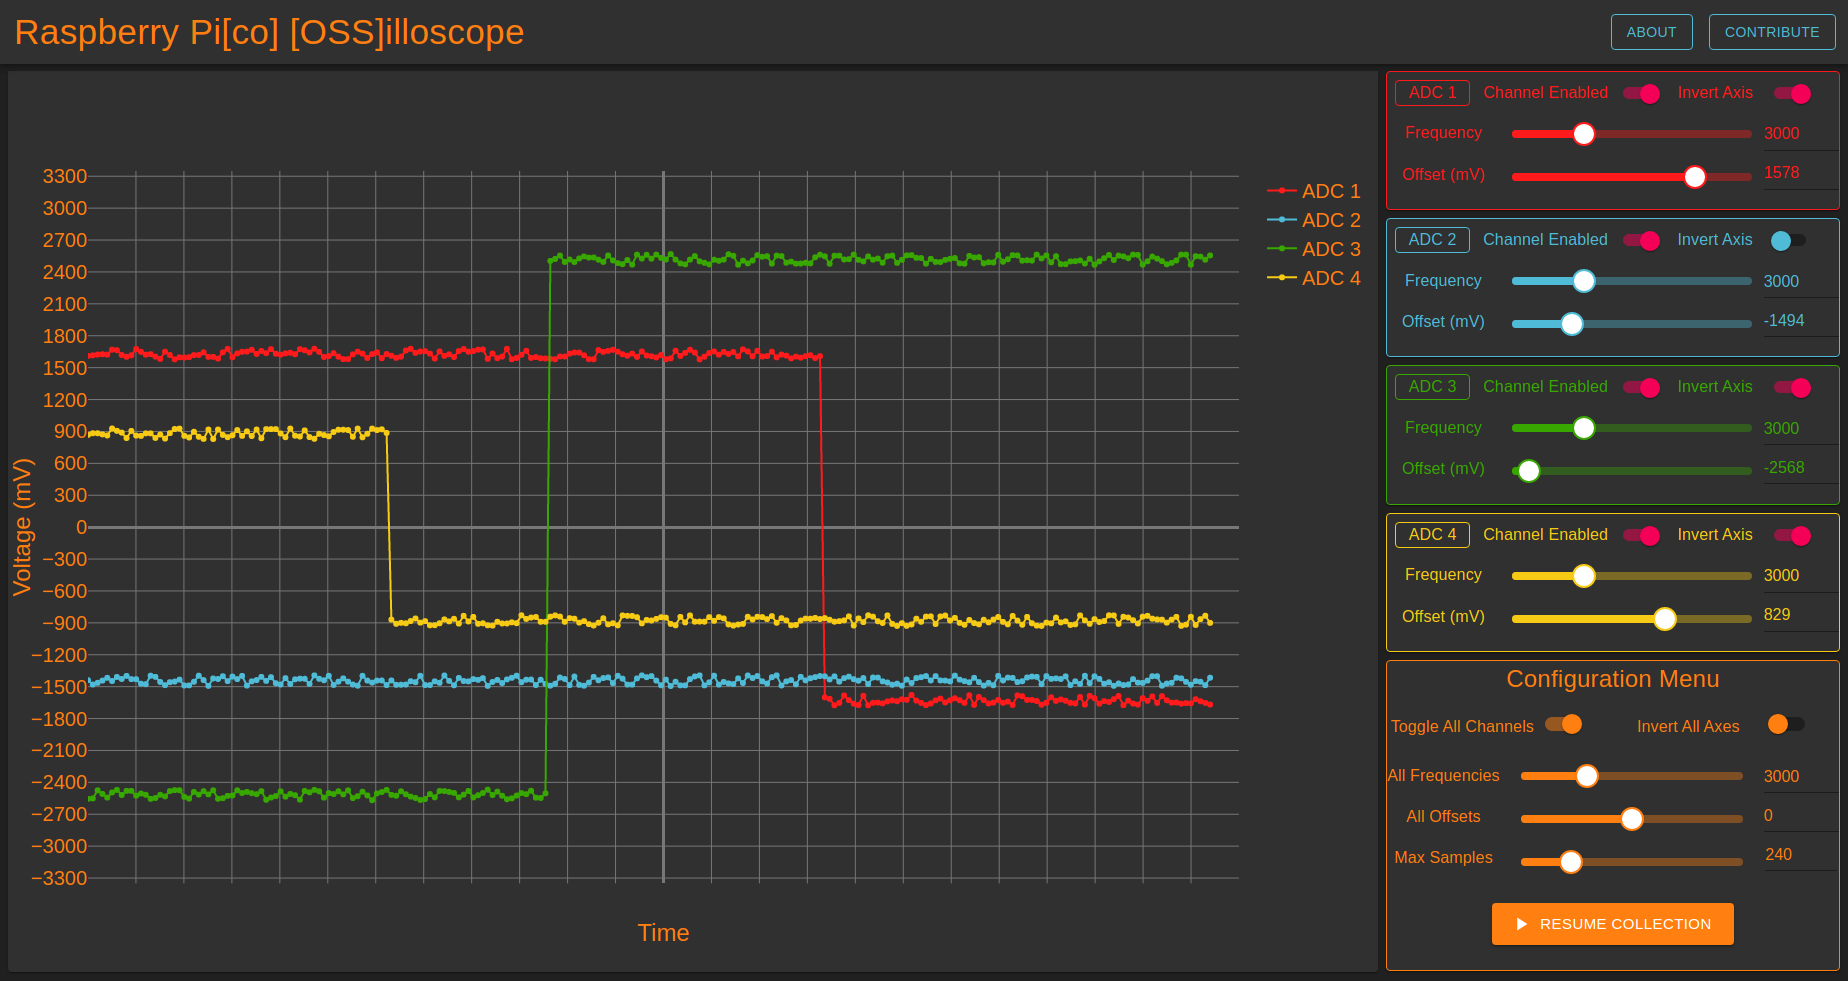 Raspberry Pi[co] [OSS]illoscope
ABOUT
CONTRIBUTE
3300
3000
2700
2400
2100
1800
1500
1200
900
600
300
0
−300
−600
−900
−1200
−1500
−1800
−2100
−2400
−2700
−3000
−3300
Voltage (mV)
Time
ADC 1
ADC 2
ADC 3
ADC 4
ADC 1 Channel Enabled Invert Axis
Frequency 3000
Offset (mV) 1578
ADC 2 Channel Enabled Invert Axis
Frequency 3000
Offset (mV) -1494
ADC 3 Channel Enabled Invert Axis
Frequency 3000
Offset (mV) -2568
ADC 4 Channel Enabled Invert Axis
Frequency 3000
Offset (mV) 829
Configuration Menu
Toggle All Channels Invert All Axes
All Frequencies 3000
All Offsets 0
Max Samples 240
RESUME COLLECTION